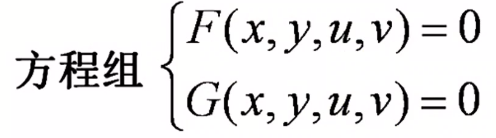 方程组 { F(x, y, u, v) = 0
G(x, y, u, v) = 0